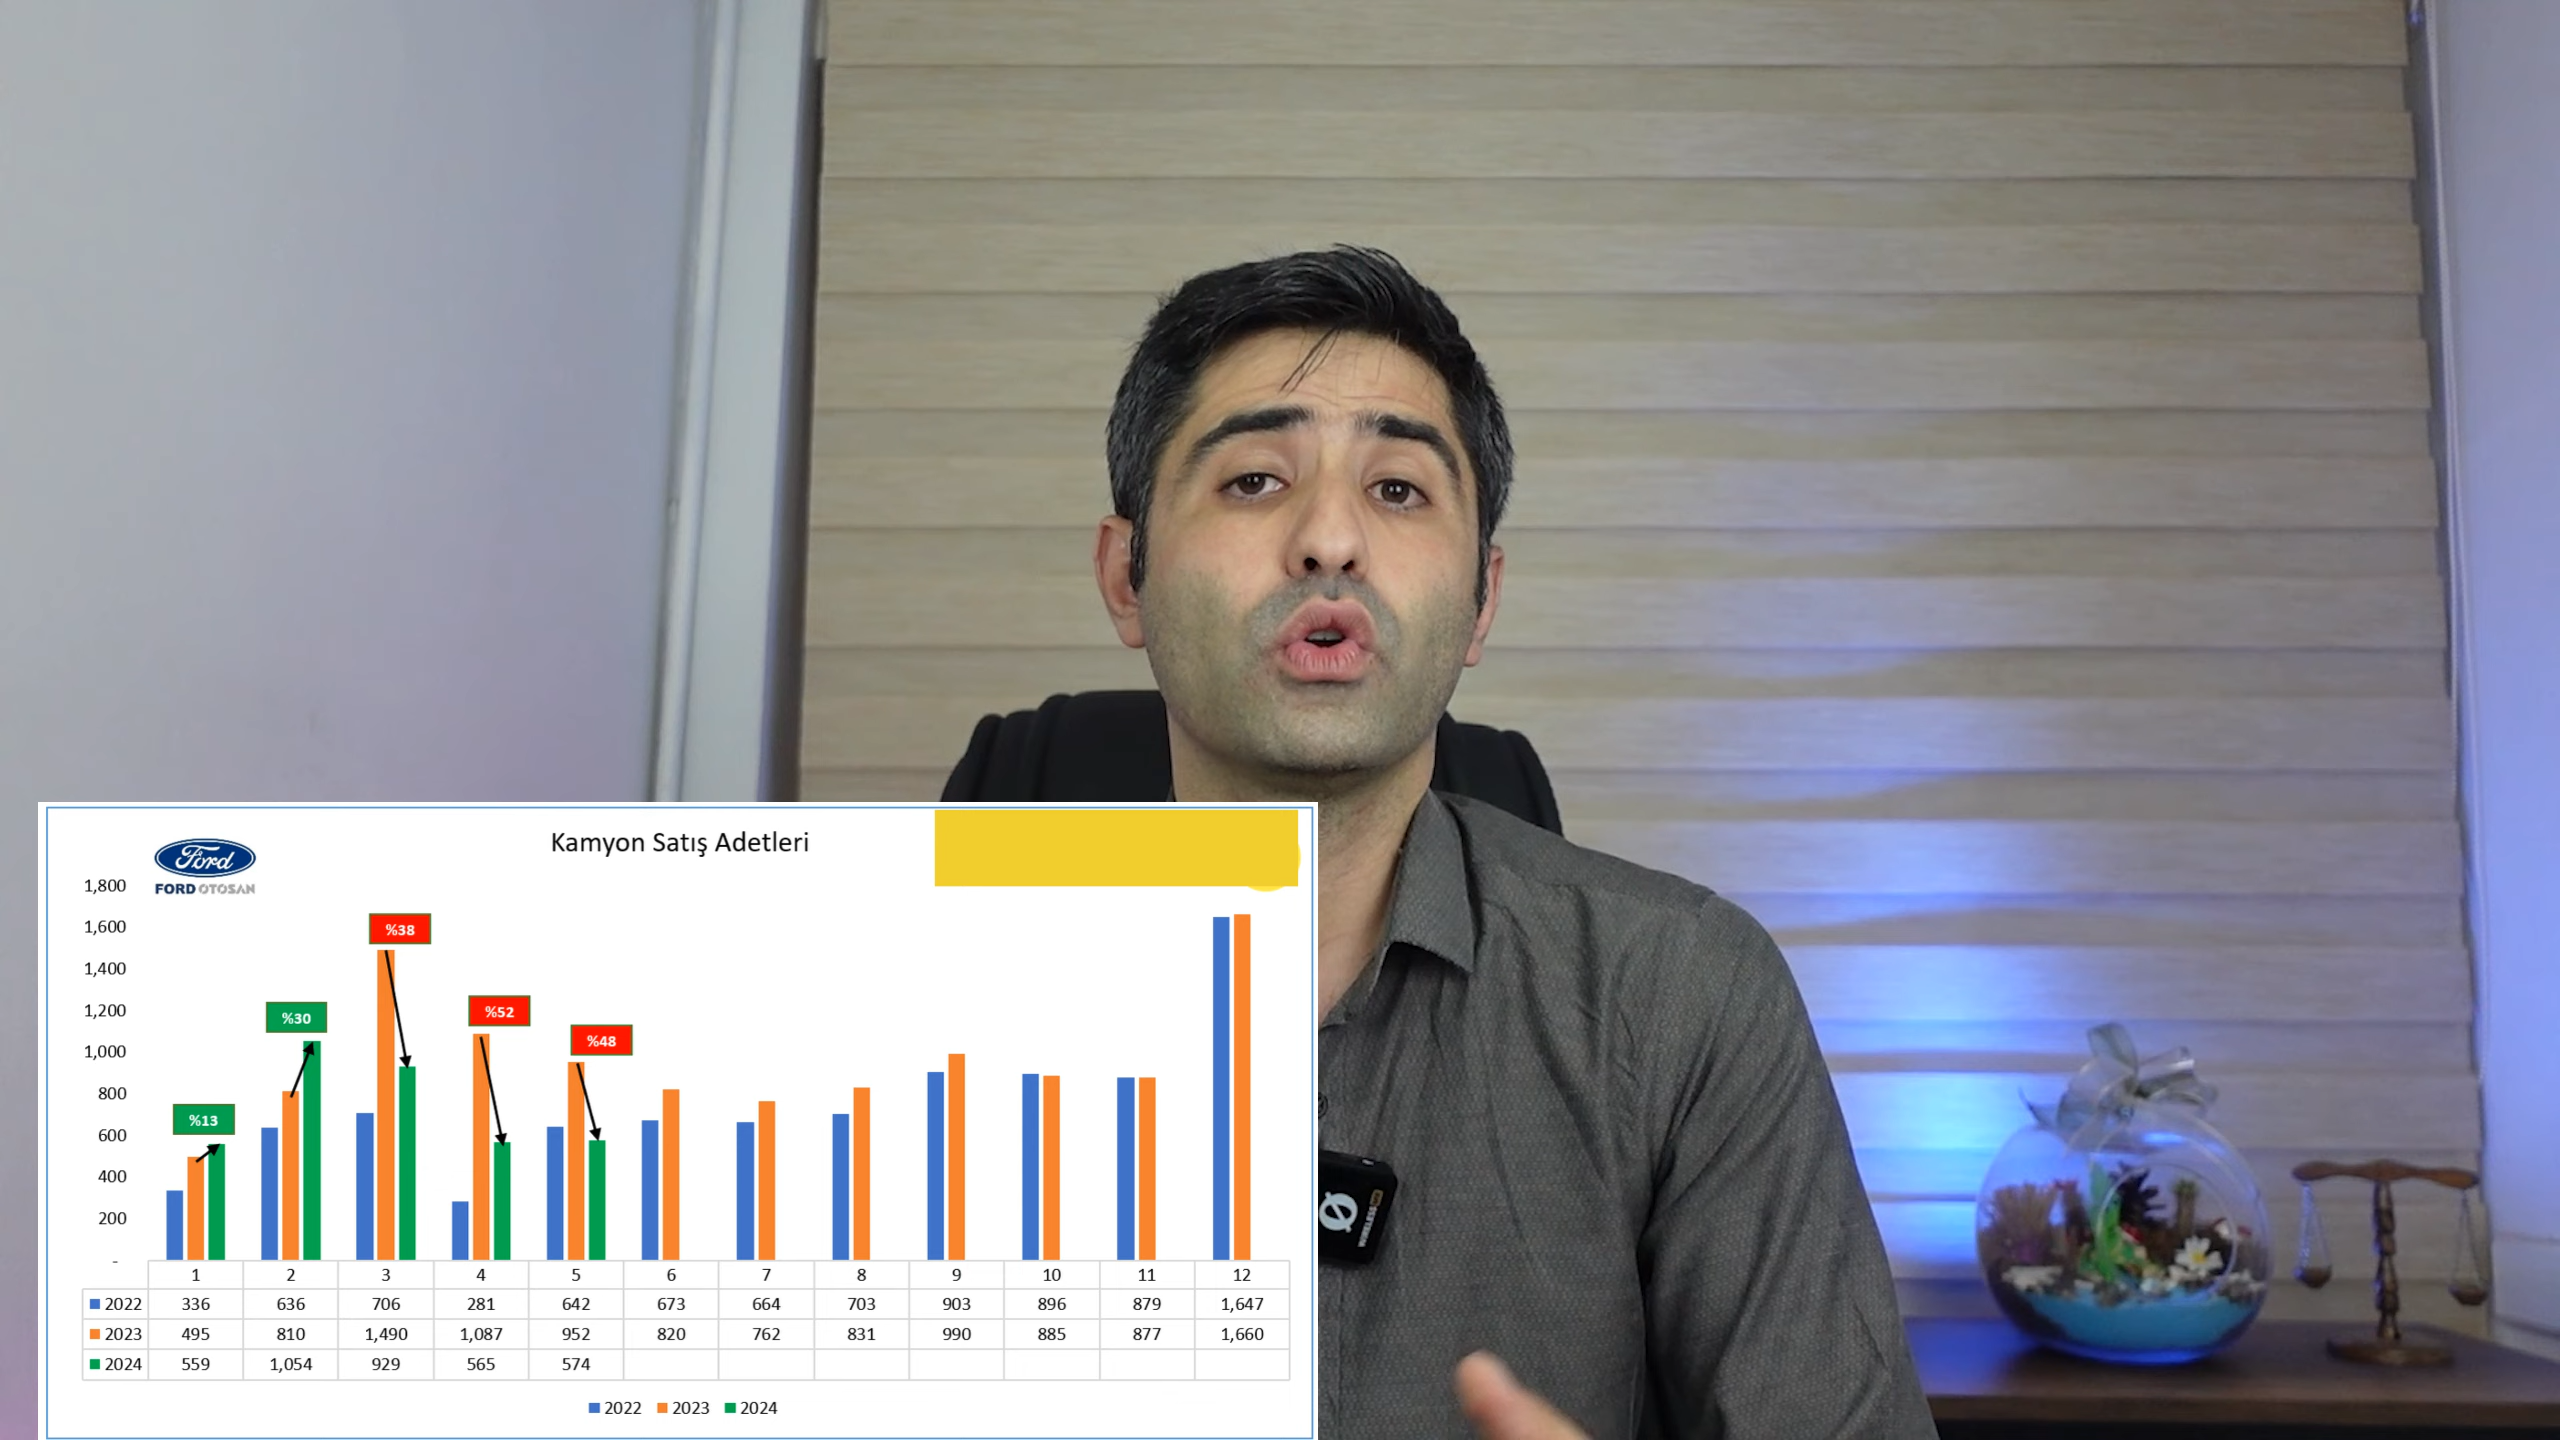 Ford
FORD OTOSAN
Kamyon Satış Adetleri
1,800
1,600
1,400
1,200
1,000
800
600
400
200
-
%13
%30
%38
%52
%48
1 2 3 4 5 6 7 8 9 10 11 12
2022 336 636 706 281 642 673 664 703 903 896 879 1,647
2023 495 810 1,490 1,087 952 820 762 831 990 885 877 1,660
2024 559 1,054 929 565 574
2022 2023 2024
WIRELESS